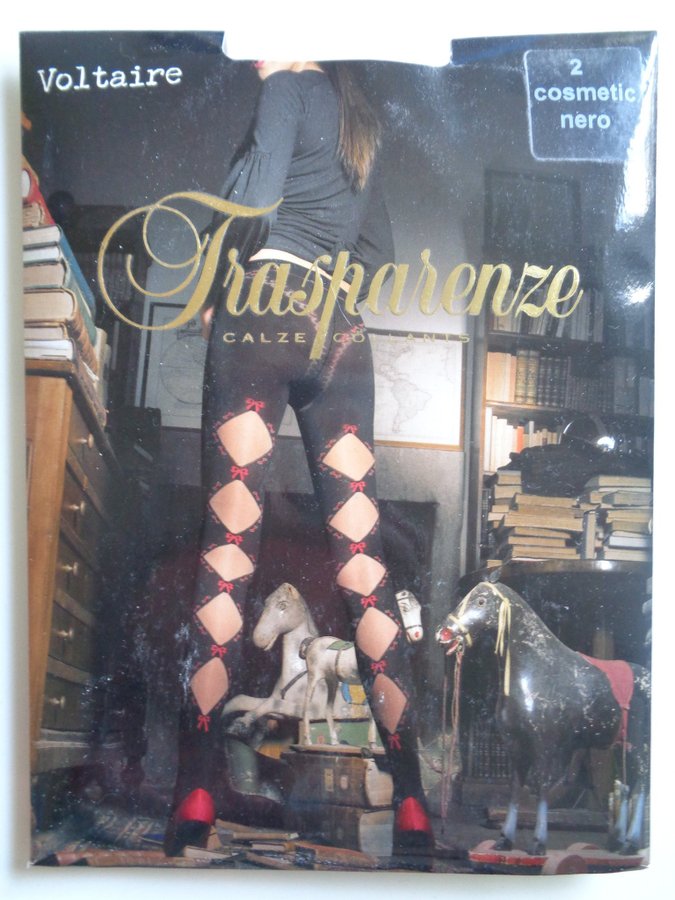 Voltaire
2
cosmetic
nero
Trasparenze
CALZE COLLANTS